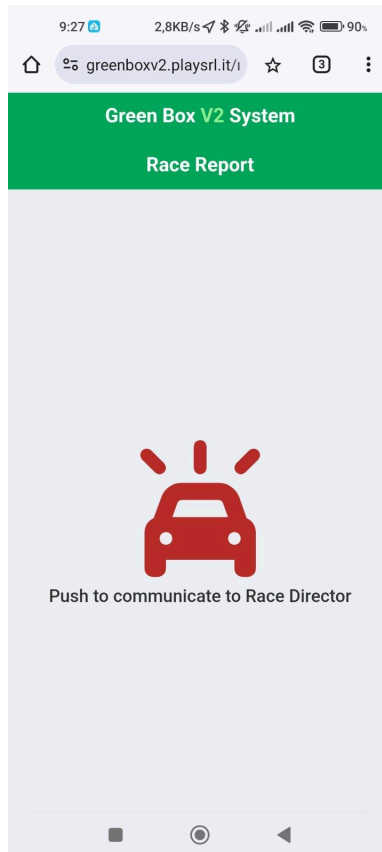 9:27 2,8KB/s 90%
greenboxv2.playsrl.it/ 3
Green Box V2 System
Race Report
Push to communicate to Race Director